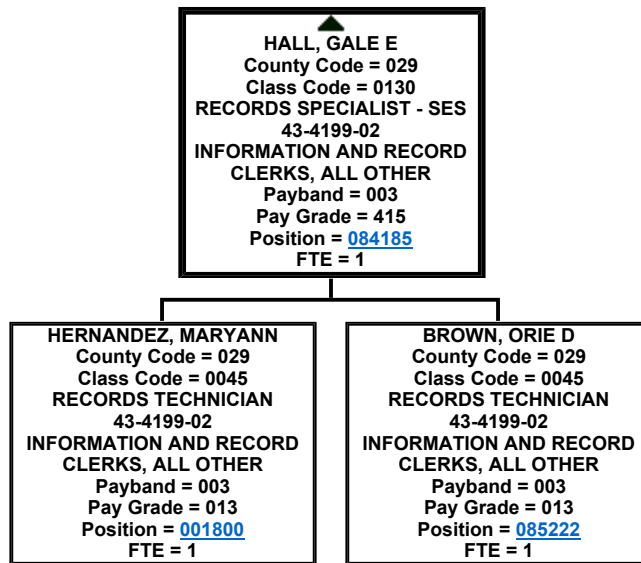 HALL, GALE E
County Code = 029
Class Code = 0130
RECORDS SPECIALIST - SES
43-4199-02
INFORMATION AND RECORD
CLERKS, ALL OTHER
Payband = 003
Pay Grade = 415
Position = 084185
FTE = 1
HERNANDEZ, MARYANN
County Code = 029
Class Code = 0045
RECORDS TECHNICIAN
43-4199-02
INFORMATION AND RECORD
CLERKS, ALL OTHER
Payband = 003
Pay Grade = 013
Position = 001800
FTE = 1
BROWN, ORIE D
County Code = 029
Class Code = 0045
RECORDS TECHNICIAN
43-4199-02
INFORMATION AND RECORD
CLERKS, ALL OTHER
Payband = 003
Pay Grade = 013
Position = 085222
FTE = 1